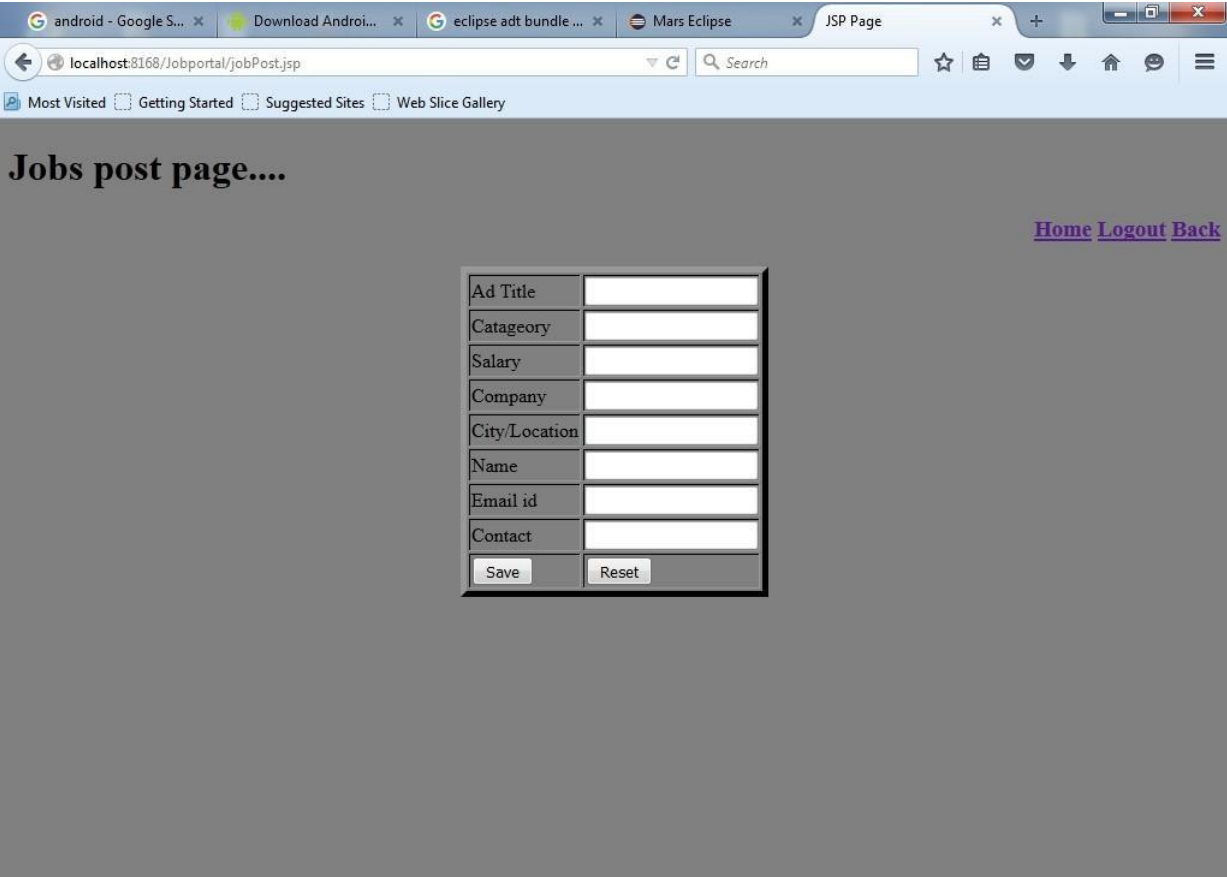 android - Google S...
Download Androi...
eclipse adt bundle ...
Mars Eclipse
JSP Page
localhost:8168/Jobportal/jobPost.jsp
Search
Most Visited
Getting Started
Suggested Sites
Web Slice Gallery
Jobs post page....
Home Logout Back
Ad Title
Catageory
Salary
Company
City/Location
Name
Email id
Contact
Save
Reset